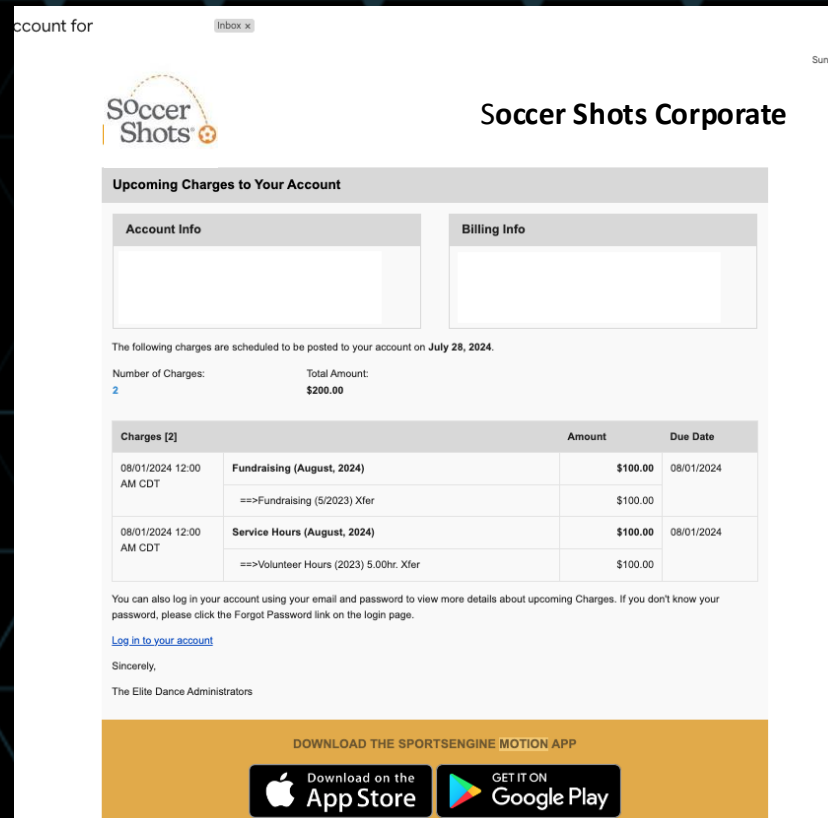 ccount for
Inbox x
Sun
Soccer
Shots®
Soccer Shots Corporate
Upcoming Charges to Your Account
Account Info
Billing Info
The following charges are scheduled to be posted to your account on July 28, 2024.
Number of Charges:
Total Amount:
2
$200.00
Charges [2]
Amount
Due Date
08/01/2024 12:00
AM CDT
Fundraising (August, 2024)
$100.00
08/01/2024
==>Fundraising (5/2023) Xfer
$100.00
08/01/2024 12:00
AM CDT
Service Hours (August, 2024)
$100.00
08/01/2024
==>Volunteer Hours (2023) 5.00hr. Xfer
$100.00
You can also log in your account using your email and password to view more details about upcoming Charges. If you don't know your
password, please click the Forgot Password link on the login page.
Log in to your account
Sincerely,
The Elite Dance Administrators
DOWNLOAD THE SPORTSENGINE MOTION APP
Download on the
App Store
GET IT ON
Google Play